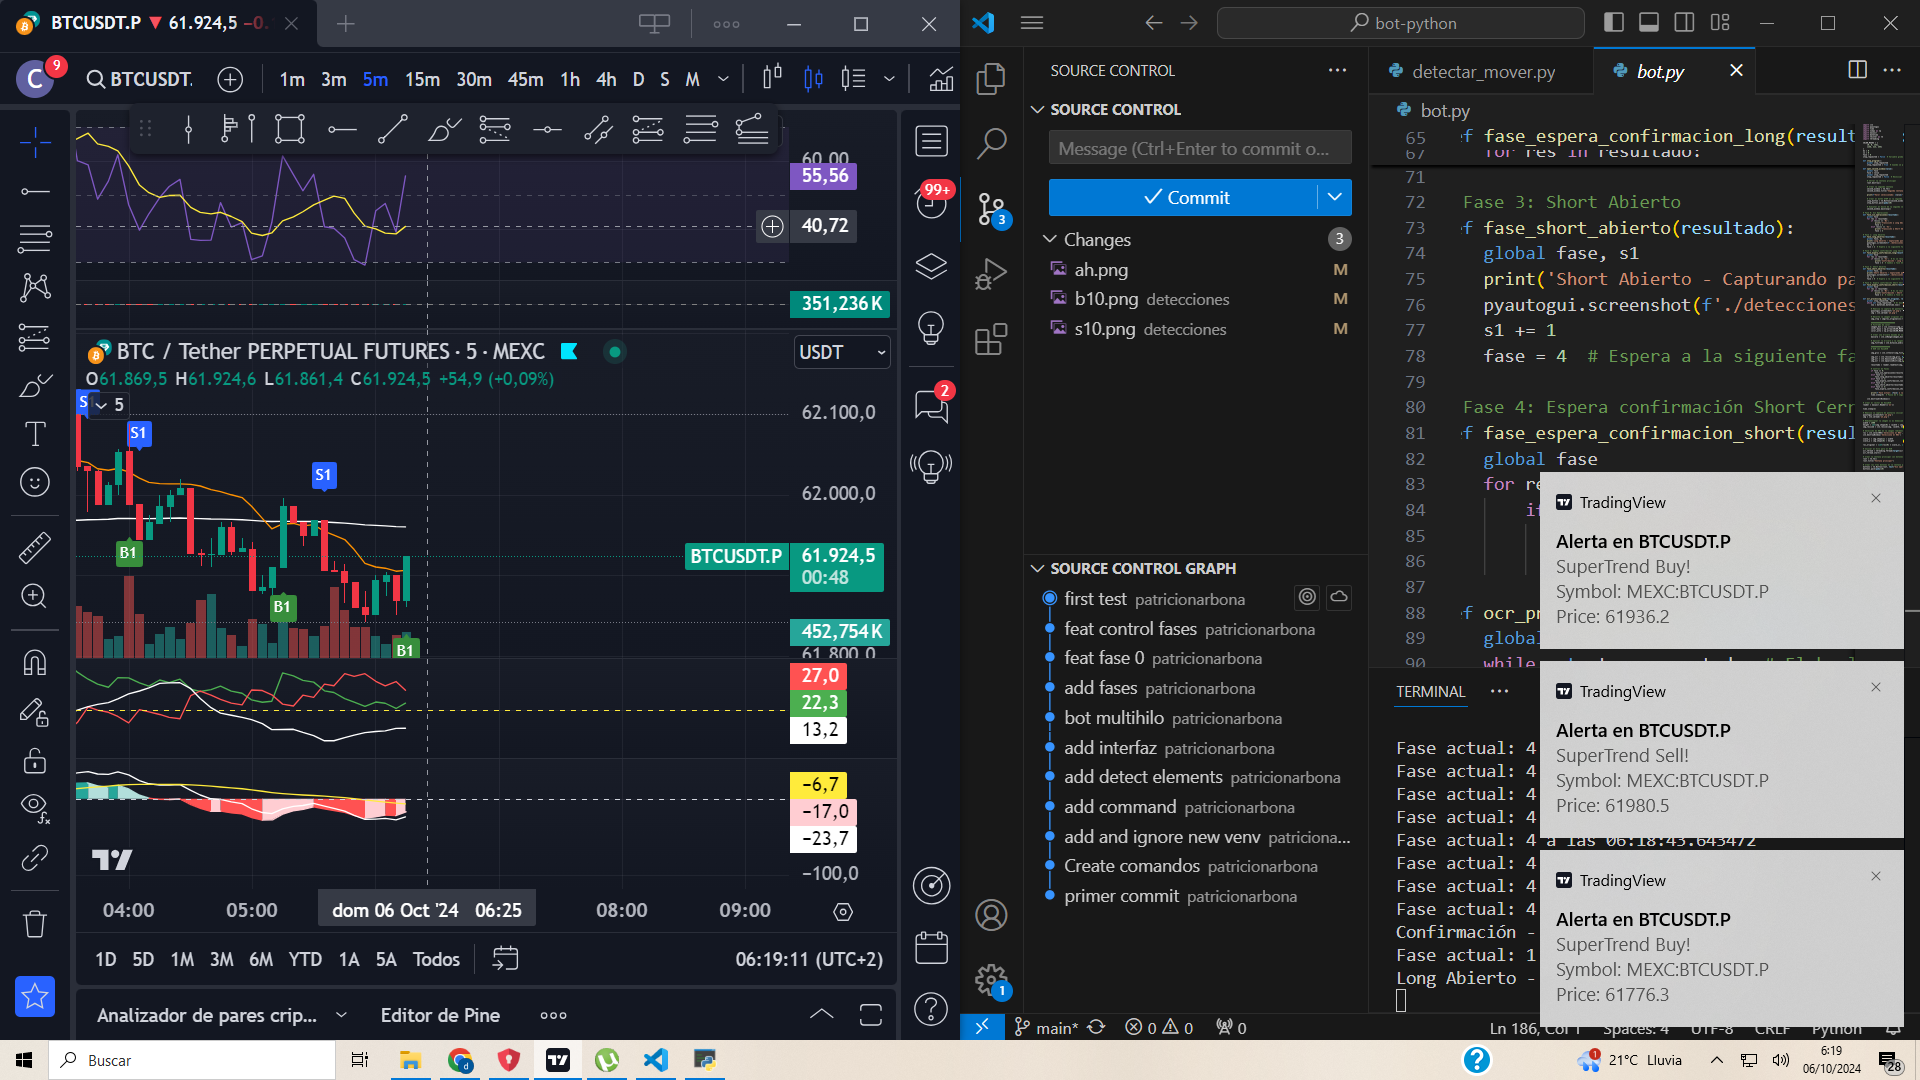 BTCUSDT.P ▼ 61.924,5 −0.
C
9
BTCUSDT.
1m 3m 5m 15m 30m 45m 1h 4h D S M
60,00
55,56
40,72
351,236 K
BTC / Tether PERPETUAL FUTURES · 5 · MEXC
USDT
O61.869,5 H61.924,6 L61.861,4 C61.924,5 +54,9 (+0,09%)
5
S1
S1
B1
B1
B1
62.100,0
62.000,0
BTCUSDT.P 61.924,5
00:48
452,754 K
61.800,0
27,0
22,3
13,2
−6,7
−17,0
−23,7
−100,0
04:00 05:00 dom 06 Oct '24 06:25 08:00 09:00
1D 5D 1M 3M 6M YTD 1A 5A Todos
06:19:11 (UTC+2)
Analizador de pares crip...
Editor de Pine
99+
2
bot-python
SOURCE CONTROL
SOURCE CONTROL
Message (Ctrl+Enter to commit o...
Commit
3
Changes 3
ah.png M
b10.png detecciones M
s10.png detecciones M
SOURCE CONTROL GRAPH
first test patricionarbona
feat control fases patricionarbona
feat fase 0 patricionarbona
add fases patricionarbona
bot multihilo patricionarbona
add interfaz patricionarbona
add detect elements patricionarbona
add command patricionarbona
add and ignore new venv patriciona...
Create comandos patricionarbona
primer commit patricionarbona
1
detectar_mover.py
bot.py
bot.py
65 f fase_espera_confirmacion_long(result
67 for res in resultado:
71
72 Fase 3: Short Abierto
73 f fase_short_abierto(resultado):
74 global fase, s1
75 print('Short Abierto - Capturando pa
76 pyautogui.screenshot(f'./detecciones
77 s1 += 1
78 fase = 4 # Espera a la siguiente fa
79
80 Fase 4: Espera confirmación Short Cerr
81 f fase_espera_confirmacion_short(resul
82 global fase
83 for re
84 if
85
86
87
88 f ocr_pr
89 global
90 while
TERMINAL
Fase actual: 4
Fase actual: 4
Fase actual: 4
Fase actual: 4
Fase actual: 4 a las 06:18:43.643472
Fase actual: 4
Fase actual: 4
Fase actual: 4
Confirmación -
Fase actual: 1
Long Abierto -
TradingView
Alerta en BTCUSDT.P
SuperTrend Buy!
Symbol: MEXC:BTCUSDT.P
Price: 61936.2
TradingView
Alerta en BTCUSDT.P
SuperTrend Sell!
Symbol: MEXC:BTCUSDT.P
Price: 61980.5
TradingView
Alerta en BTCUSDT.P
SuperTrend Buy!
Symbol: MEXC:BTCUSDT.P
Price: 61776.3
main* 0 0 0
Ln 186, Col 1 Spaces: 4 UTF-8 CRLF Python
Buscar
1
21°C Lluvia
6:19
06/10/2024
28